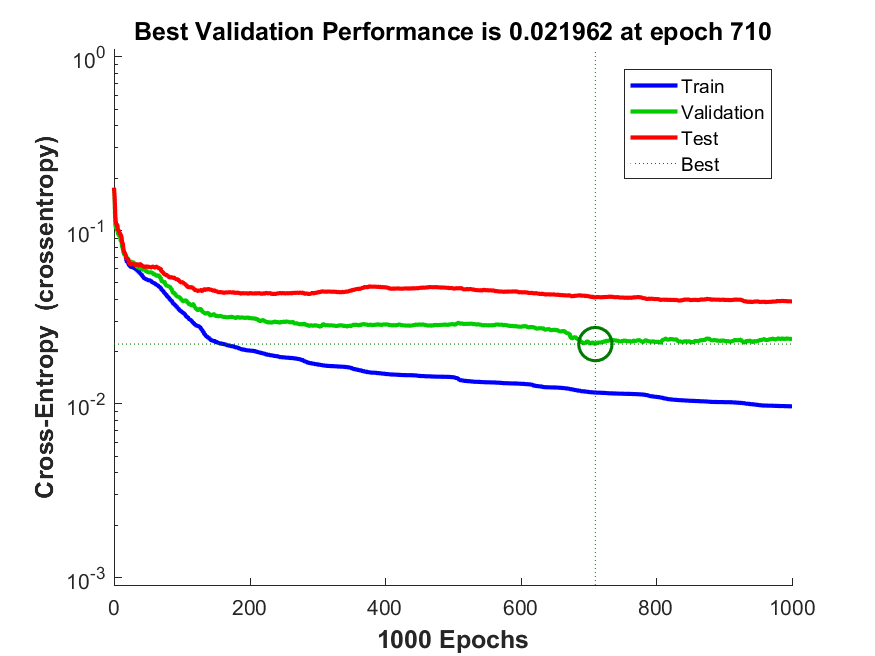 Best Validation Performance is 0.021962 at epoch 710
Train
Validation
Test
Best
10^0
10^-1
10^-2
10^-3
Cross-Entropy (crossentropy)
0 200 400 600 800 1000
1000 Epochs